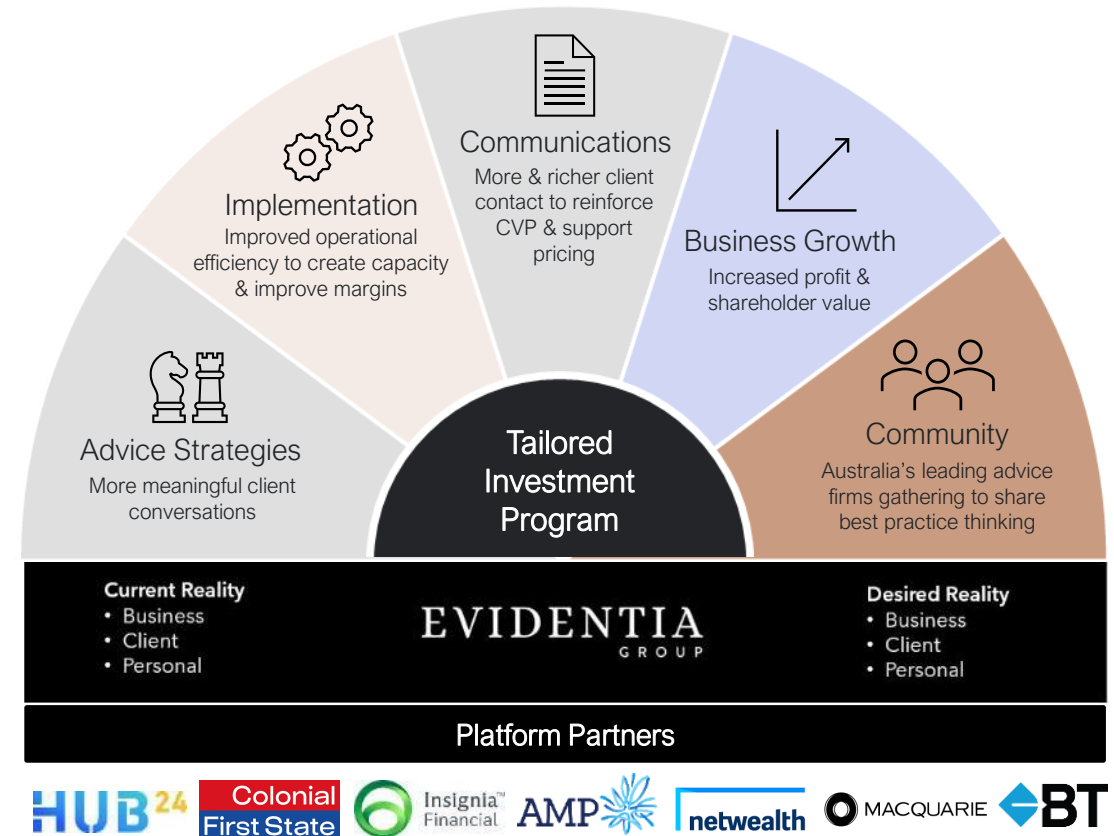 Communications
More & richer client
contact to reinforce
CVP & support
pricing
Implementation
Improved operational
efficiency to create capacity
& improve margins
Business Growth
Increased profit &
shareholder value
Advice Strategies
More meaningful client
conversations
Tailored
Investment
Program
Community
Australia’s leading advice
firms gathering to share
best practice thinking
Current Reality
• Business
• Client
• Personal
EVIDENTIA
GROUP
Desired Reality
• Business
• Client
• Personal
Platform Partners
HUB24
Colonial
First State
Insignia™
Financial
AMP
netwealth
MACQUARIE
BT